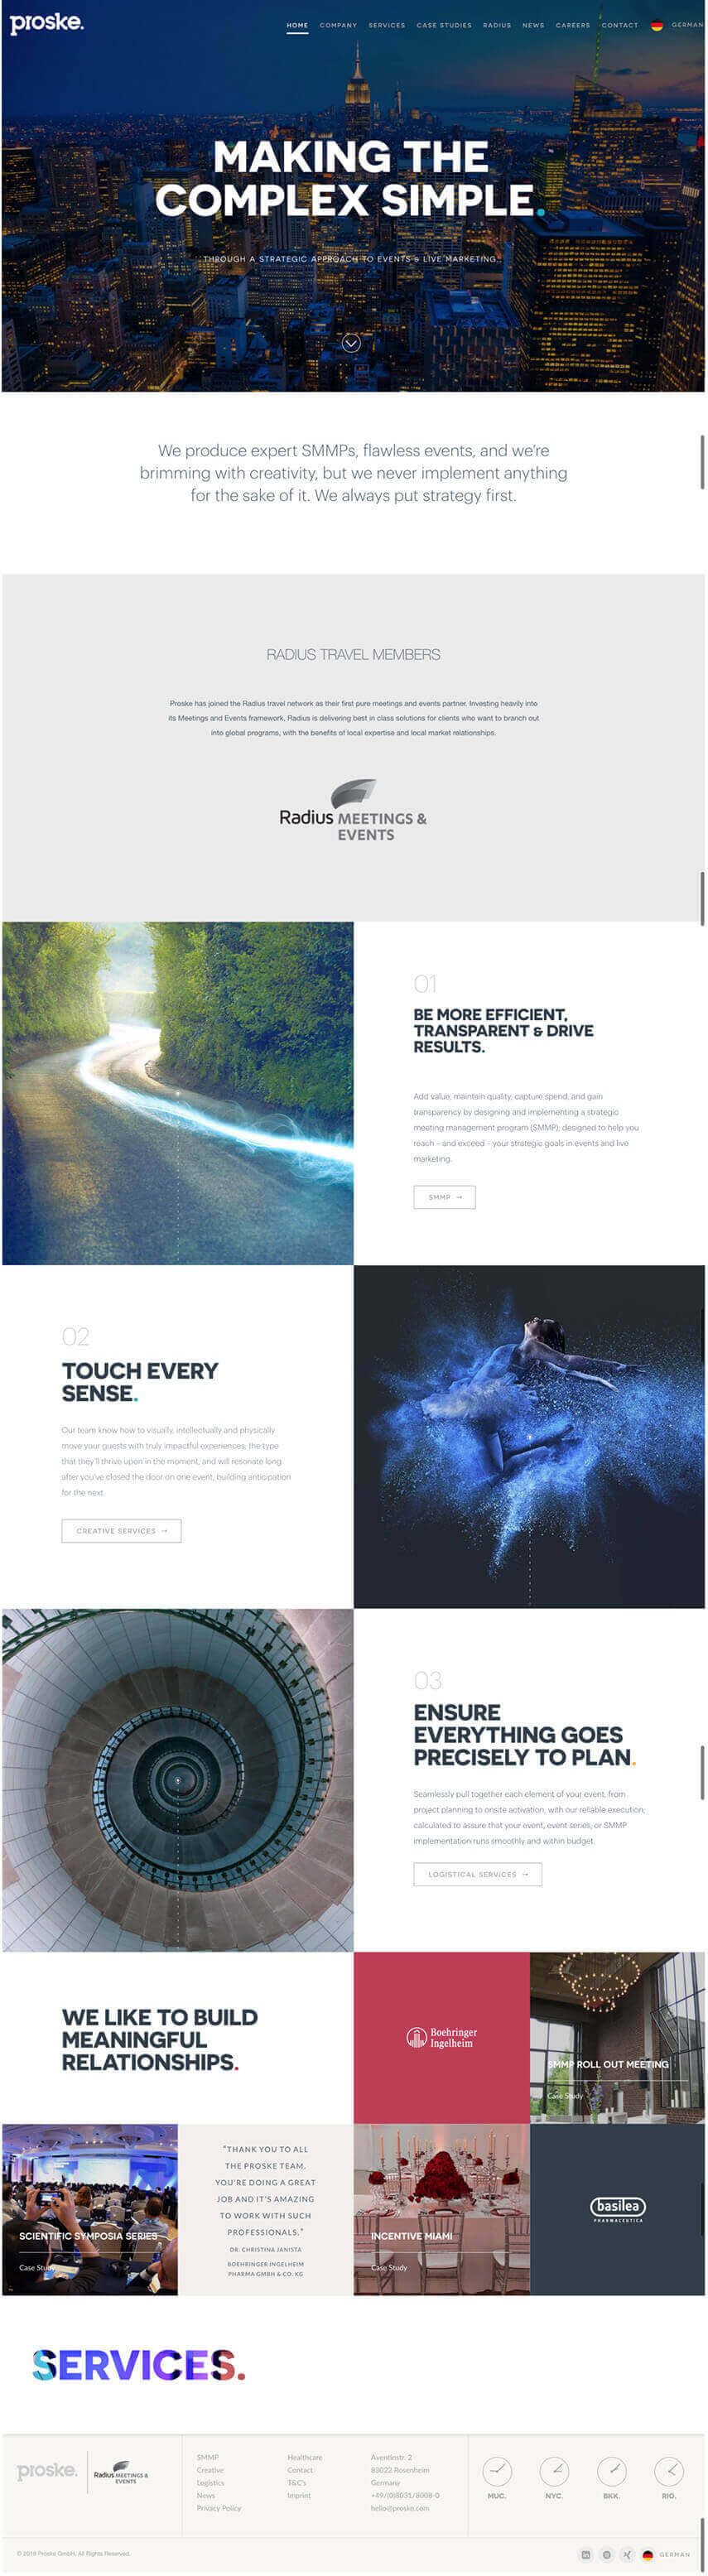 proske.
HOME COMPANY SERVICES CASE STUDIES RADIUS NEWS CAREERS CONTACT GERMAN
MAKING THE
COMPLEX SIMPLE.
THROUGH A STRATEGIC APPROACH TO EVENTS & LIVE MARKETING.
We produce expert SMMPs, flawless events, and we're
brimming with creativity, but we never implement anything
for the sake of it. We always put strategy first.
RADIUS TRAVEL MEMBERS
Proske has joined the Radius travel network as their first pure meetings and events partner. Investing heavily into
its Meetings and Events framework, Radius is delivering best in class solutions for clients who want to branch out
into global programs, with the benefits of local expertise and local market relationships.
Radius MEETINGS &
EVENTS
01
BE MORE EFFICIENT,
TRANSPARENT & DRIVE
RESULTS.
Add value, maintain quality, capture spend, and gain
transparency by designing and implementing a strategic
meeting management program (SMMP), designed to help you
reach – and exceed – your strategic goals in events and live
marketing.
SMMP →
02
TOUCH EVERY
SENSE.
Our team know how to visually, intellectually and physically
move your guests with truly impactful experiences; the type
that they'll thrive upon in the moment, and will resonate long
after you've closed the door on one event, building anticipation
for the next.
CREATIVE SERVICES →
03
ENSURE
EVERYTHING GOES
PRECISELY TO PLAN.
Seamlessly pull together each element of your event, from
project planning to onsite activation, with our reliable execution;
calculated to assure that your event, event series, or SMMP
implementation runs smoothly and within budget.
LOGISTICAL SERVICES →
WE LIKE TO BUILD
MEANINGFUL
RELATIONSHIPS.
Boehringer
Ingelheim
SMMP ROLL OUT MEETING
Case Study
SCIENTIFIC SYMPOSIA SERIES
Case Study
"THANK YOU TO ALL
THE PROSKE TEAM.
YOU'RE DOING A GREAT
JOB AND IT'S AMAZING
TO WORK WITH SUCH
PROFESSIONALS."
DR. CHRISTINA JANISTA
BOEHRINGER INGELHEIM
PHARMA GMBH & CO. KG
INCENTIVE MIAMI
Case Study
basilea
PHARMACEUTICA
SERVICES.
proske.
Radius MEETINGS &
EVENTS
SMMP
Creative
Logistics
News
Privacy Policy
Healthcare
Contact
T&C's
Imprint
Aventinstr. 2
83022 Rosenheim
Germany
+49/(0)8031/8008-0
hello@proske.com
MUC. NYC. BKK. RIO.
© 2019 Proske GmbH, All Rights Reserved.
GERMAN